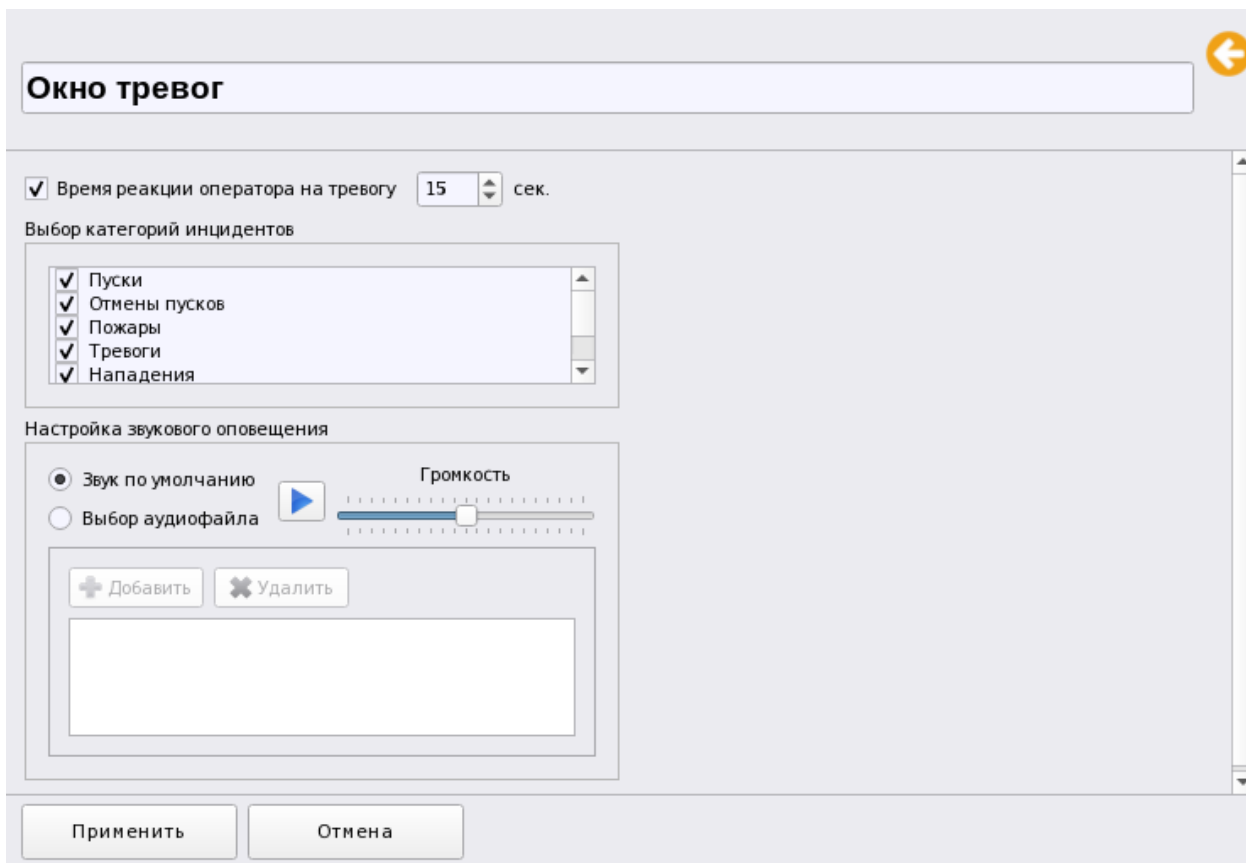 Окно тревог
Время реакции оператора на тревогу 15 сек.
Выбор категорий инцидентов
Пуски
Отмены пусков
Пожары
Тревоги
Нападения
Настройка звукового оповещения
Звук по умолчанию
Громкость
Выбор аудиофайла
Добавить Удалить
Применить Отмена